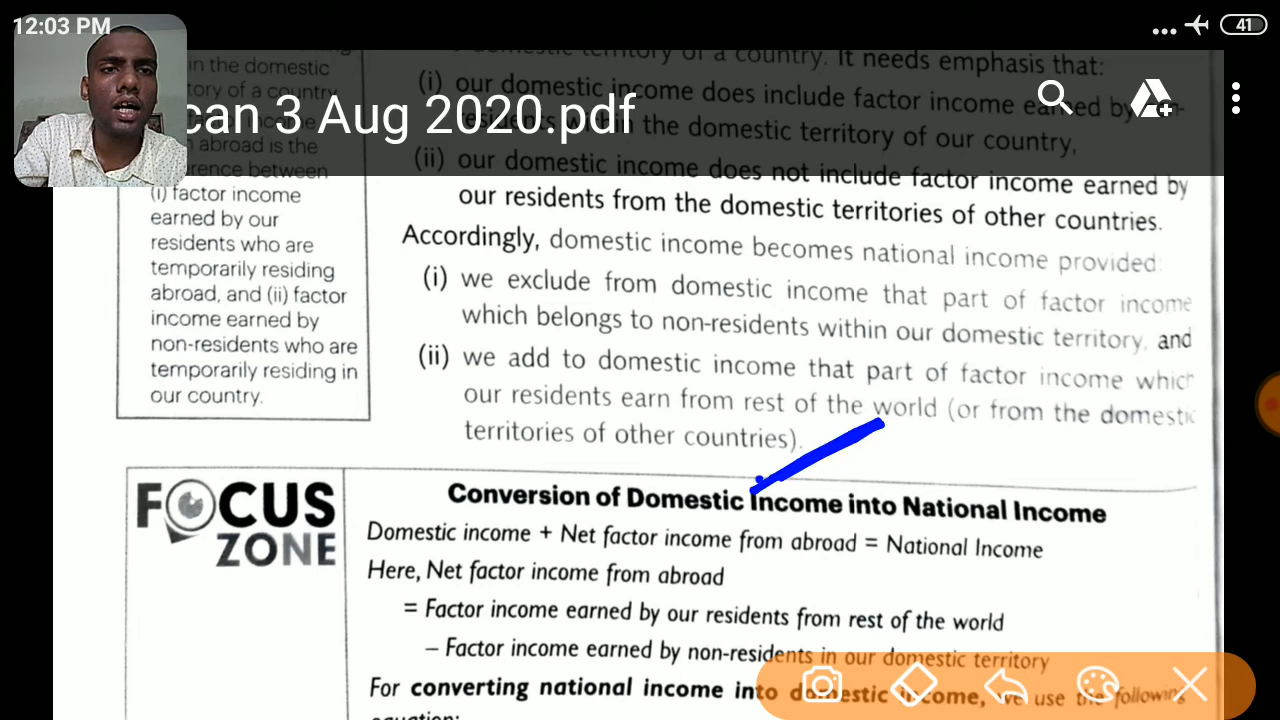 12:03 PM
41
can 3 Aug 2020.pdf
in the domestic
tory of a country
abroad is the
rence between
(i) factor income
earned by our
residents who are
temporarily residing
abroad, and (ii) factor
income earned by
non-residents who are
temporarily residing in
our country.
domestic territory of a country. It needs emphasis that:
(i) our domestic income does include factor income earned by
the domestic territory of our country,
(ii) our domestic income does not include factor income earned by
our residents from the domestic territories of other countries.
Accordingly, domestic income becomes national income provided:
(i) we exclude from domestic income that part of factor income
which belongs to non-residents within our domestic territory, and
(ii) we add to domestic income that part of factor income which
our residents earn from rest of the world (or from the domestic
territories of other countries).
FOCUS
ZONE
Conversion of Domestic Income into National Income
Domestic income + Net factor income from abroad = National Income
Here, Net factor income from abroad
= Factor income earned by our residents from rest of the world
– Factor income earned by non-residents in our domestic territory
For converting national income into domestic income, we use the following
equation: